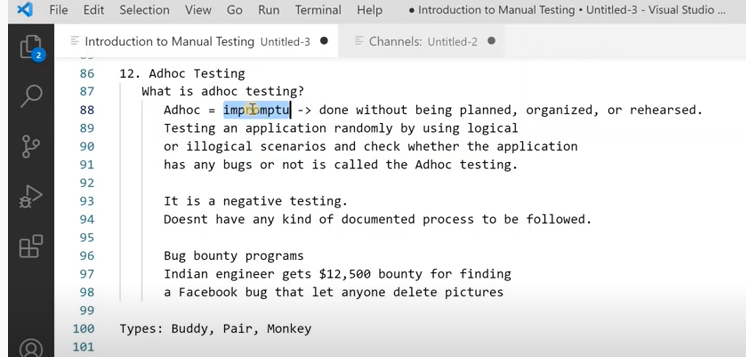 File Edit Selection View Go Run Terminal Help ● Introduction to Manual Testing • Untitled-3 - Visual Studio ...
Introduction to Manual Testing Untitled-3 ● Channels: Untitled-2 ●
2
86 12. Adhoc Testing
87 What is adhoc testing?
88 Adhoc = impromptu -> done without being planned, organized, or rehearsed.
89 Testing an application randomly by using logical
90 or illogical scenarios and check whether the application
91 has any bugs or not is called the Adhoc testing.
92
93 It is a negative testing.
94 Doesnt have any kind of documented process to be followed.
95
96 Bug bounty programs
97 Indian engineer gets $12,500 bounty for finding
98 a Facebook bug that let anyone delete pictures
99
100 Types: Buddy, Pair, Monkey
101